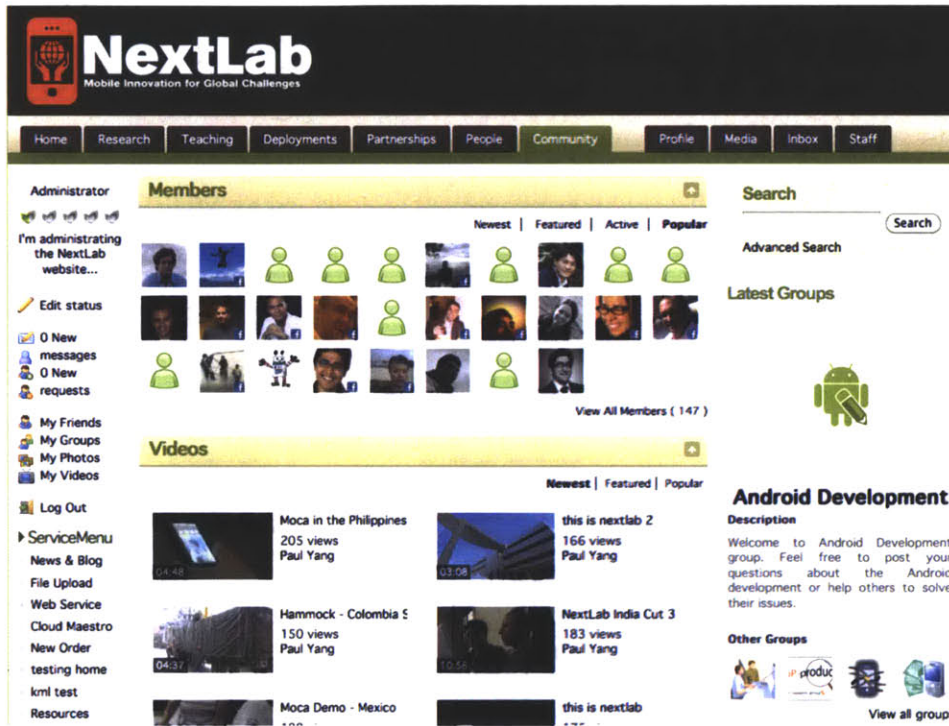 NextLab
Mobile Innovation for Global Challenges
Home Research Teaching Deployments Partnerships People Community Profile Media Inbox Staff
Administrator
I'm administrating
the NextLab
website...
Edit status
0 New
messages
0 New
requests
My Friends
My Groups
My Photos
My Videos
Log Out
ServiceMenu
News & Blog
File Upload
Web Service
Cloud Maestro
New Order
testing home
kml test
Resources
Members
Newest | Featured | Active | Popular
View All Members ( 147 )
Videos
Newest | Featured | Popular
04:48
Moca in the Philippines
205 views
Paul Yang
03:08
this is nextlab 2
166 views
Paul Yang
04:37
Hammock - Colombia S
150 views
Paul Yang
10:56
NextLab India Cut 3
183 views
Paul Yang
Moca Demo - Mexico
this is nextlab
Search
Search
Advanced Search
Latest Groups
Android Development
Description
Welcome to Android Development
group. Feel free to post your
questions about the Android
development or help others to solve
their issues.
Other Groups
produc
View all group